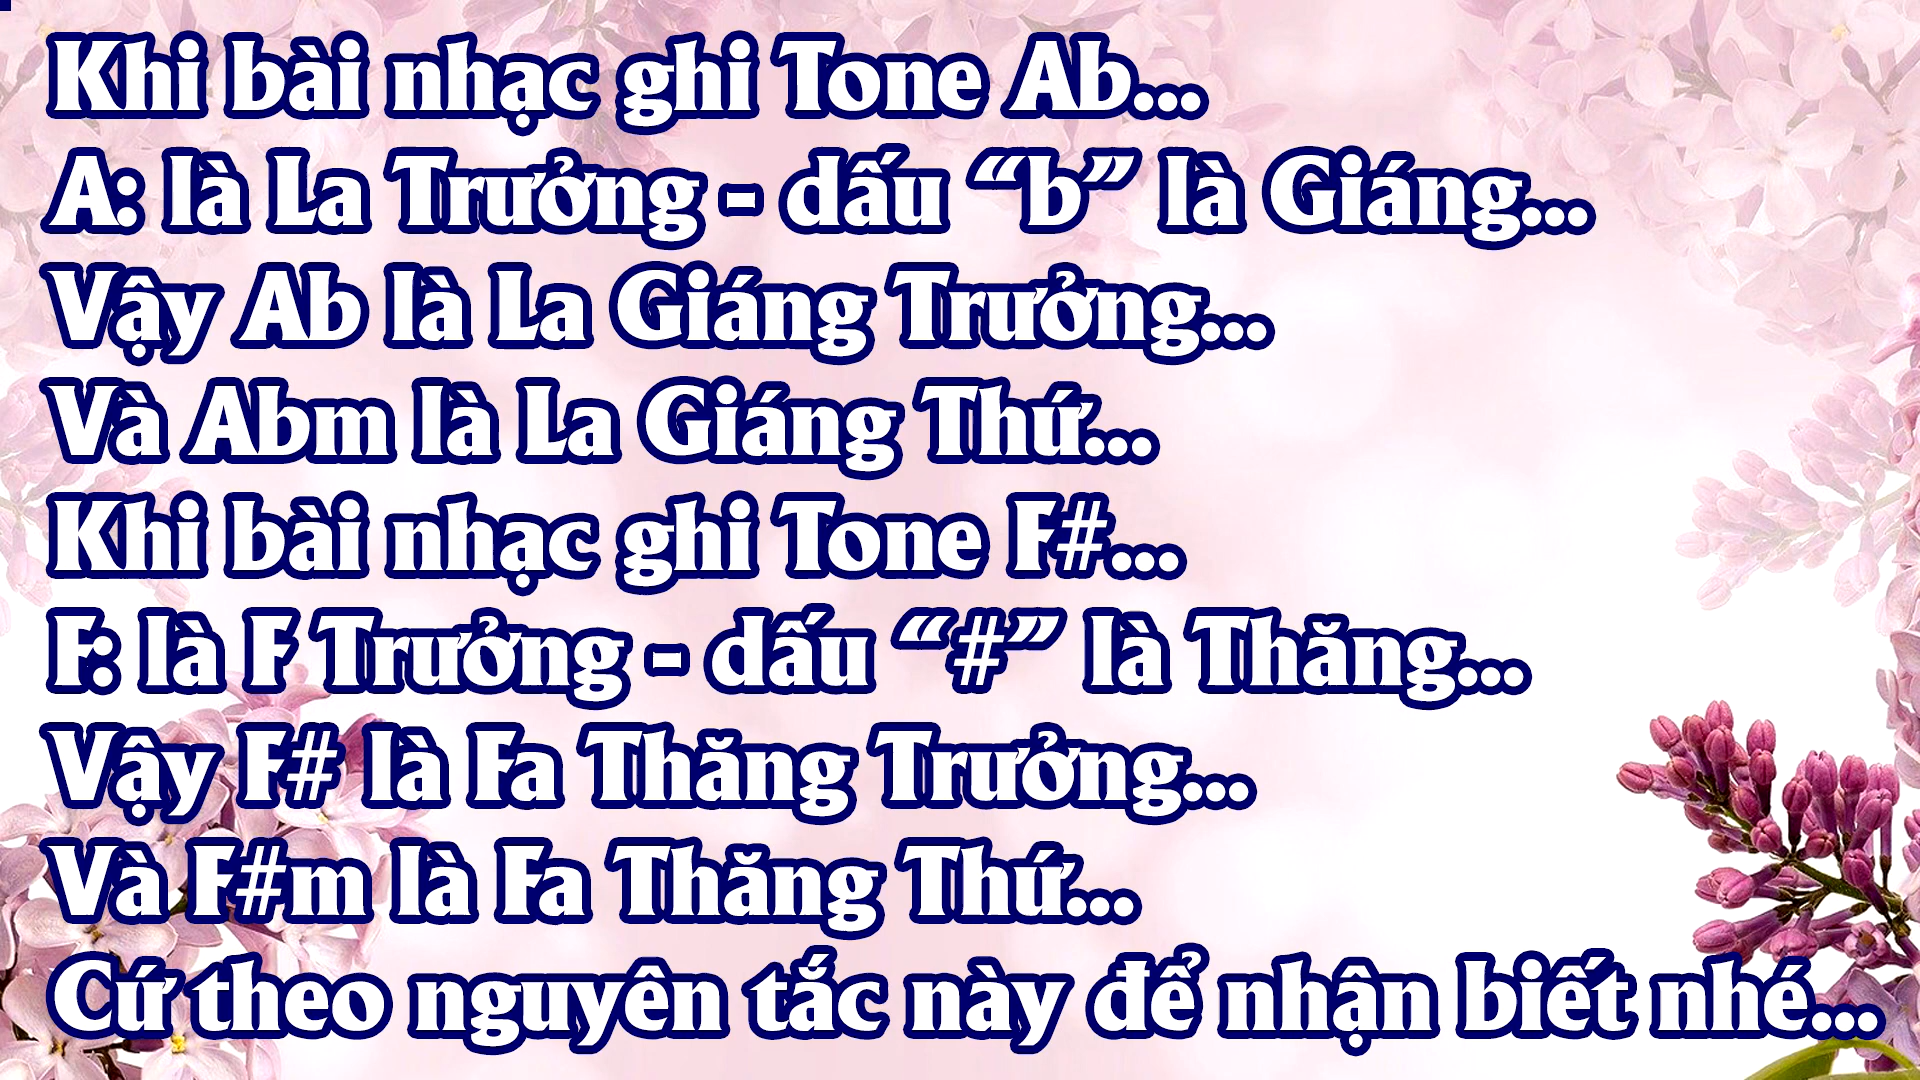 Khi bài nhạc ghi Tone Ab...
A: là La Trưởng - dấu “b” là Giáng...
Vậy Ab là La Giáng Trưởng...
Và Abm là La Giáng Thứ...
Khi bài nhạc ghi Tone F#...
F: là F Trưởng - dấu “#” là Thăng...
Vậy F# là Fa Thăng Trưởng...
Và F#m là Fa Thăng Thứ...
Cứ theo nguyên tắc này để nhận biết nhé...